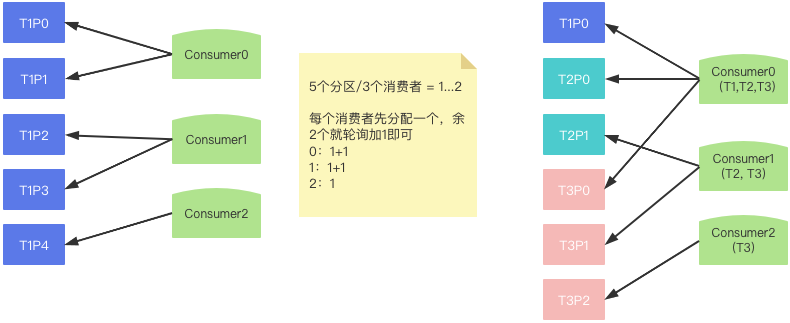 T1P0
T1P1
T1P2
T1P3
T1P4
Consumer0
Consumer1
Consumer2
5个分区/3个消费者 = 1...2
每个消费者先分配一个，余
2个就轮询加1即可
0：1+1
1：1+1
2：1
T1P0
T2P0
T2P1
T3P0
T3P1
T3P2
Consumer0
(T1,T2,T3)
Consumer1
(T2, T3)
Consumer2
(T3)